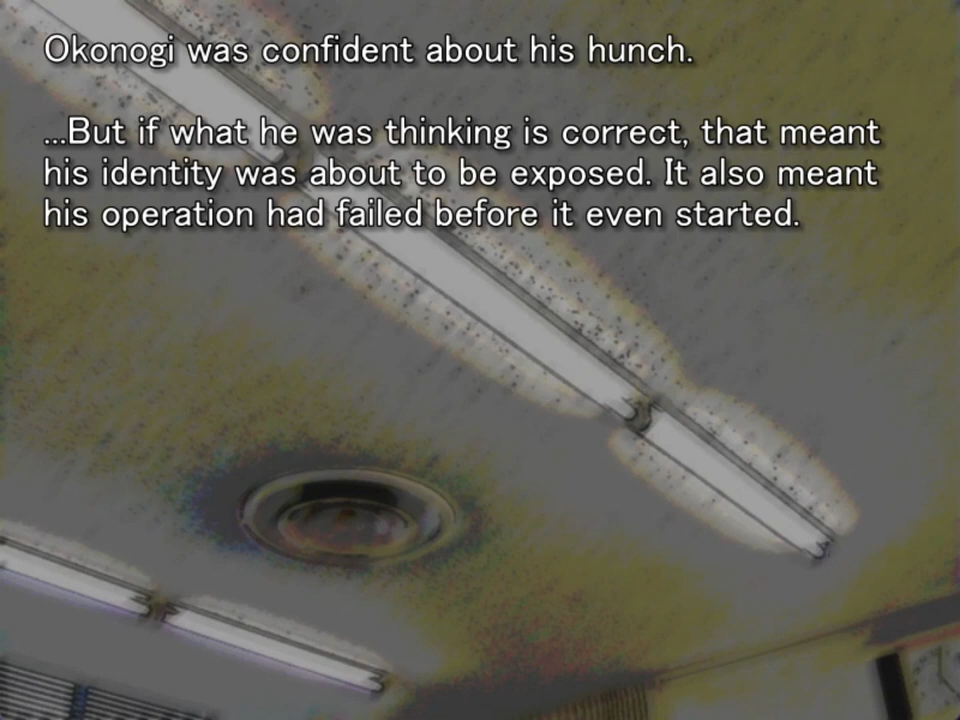 Okonogi was confident about his hunch.
...But if what he was thinking is correct, that meant
his identity was about to be exposed. It also meant
his operation had failed before it even started.